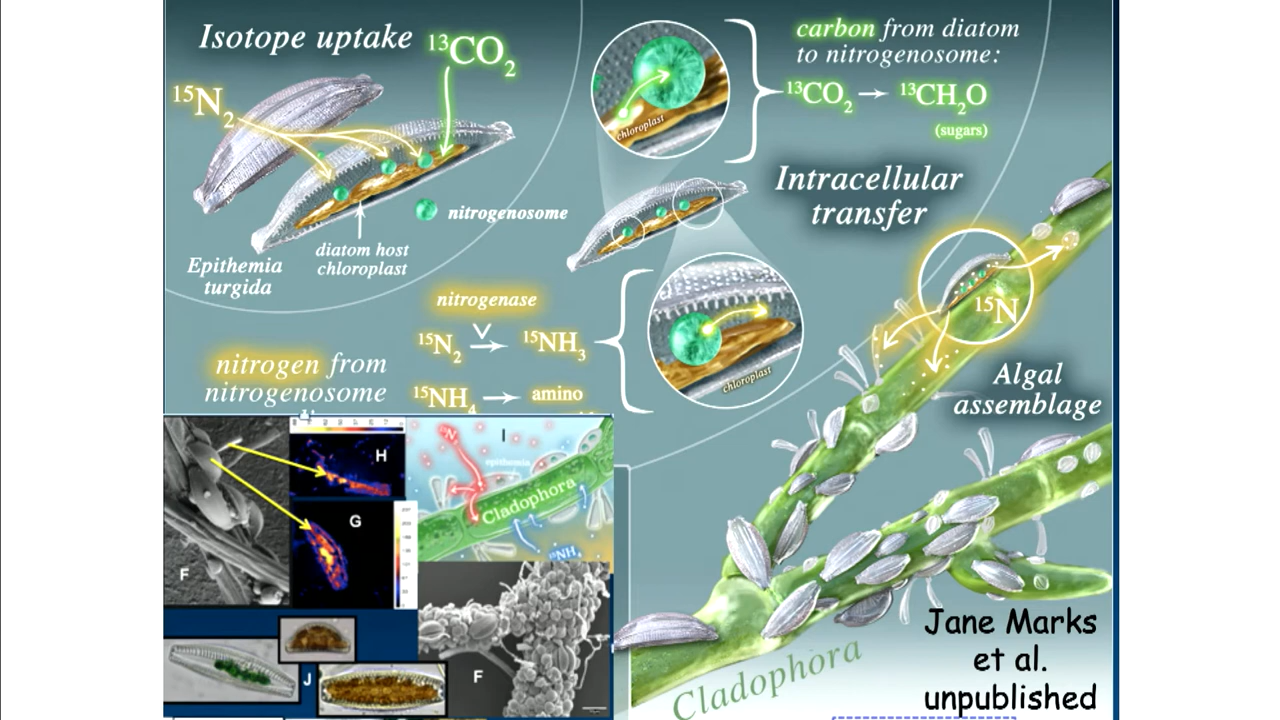 Isotope uptake
¹³CO₂
¹⁵N₂
nitrogenosome
diatom host
chloroplast
Epithemia
turgida
chloroplast
carbon from diatom
to nitrogenosome:
¹³CO₂ → ¹³CH₂O
(sugars)
Intracellular
transfer
nitrogenase
¹⁵N₂ → ¹⁵NH₃
nitrogen from
nitrogenosome
¹⁵NH₄ → amino
chloroplast
¹⁵N
Algal
assemblage
H
G
F
I
epithemia
Cladophora
¹⁵NH₄
J
F
Cladophora
Jane Marks
et al.
unpublished